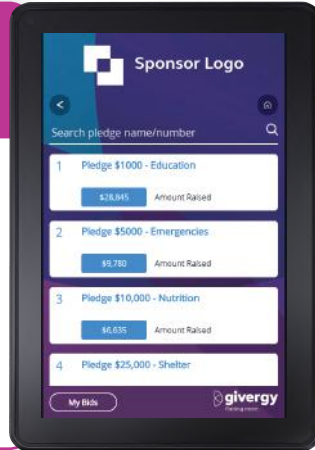 Sponsor Logo
<
Search pledge name/number
1 Pledge $1000 - Education
$28,845 Amount Raised
2 Pledge $5000 - Emergencies
$9,780 Amount Raised
3 Pledge $10,000 - Nutrition
$6,635 Amount Raised
4 Pledge $25,000 - Shelter
My Bids
givergy